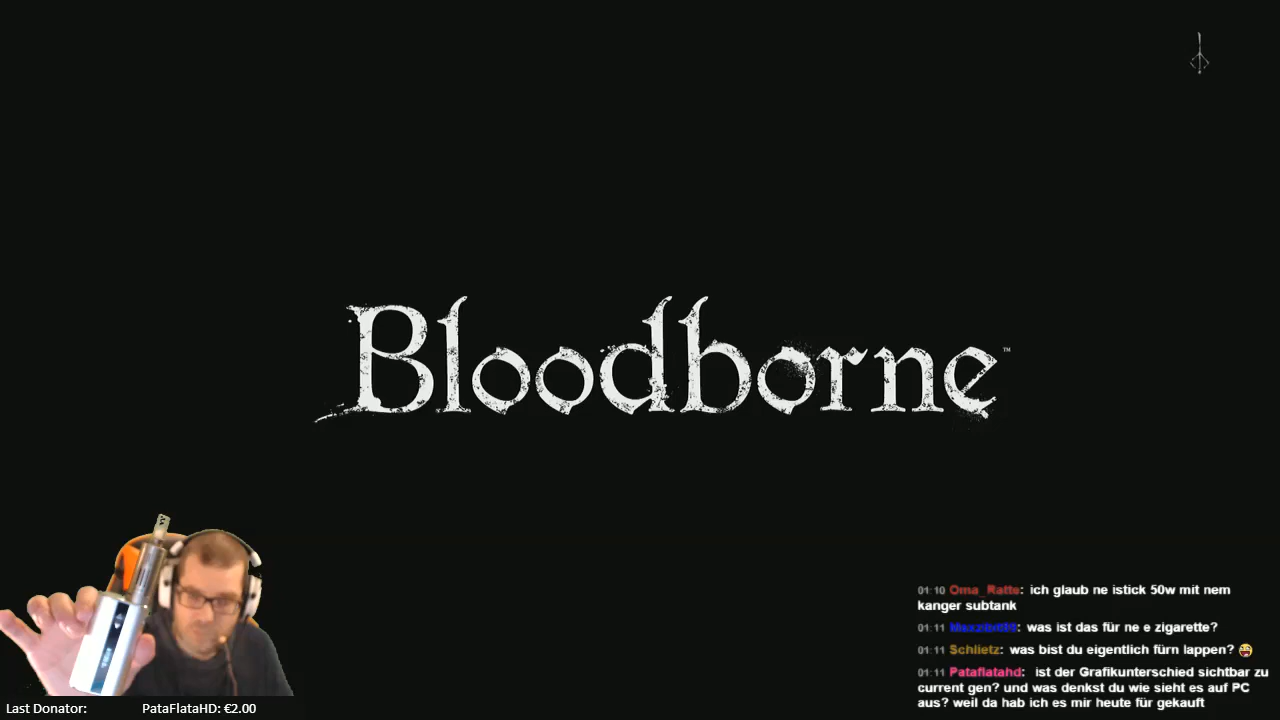 Bloodborne™
01:10 Oma_Ratte: ich glaub ne istick 50w mit nem
kanger subtank
01:11 : was ist das für ne e zigarette?
01:11 Schlietz: was bist du eigentlich fürn lappen?
01:11 Pataflatahd: ist der Grafikunterschied sichtbar zu
current gen? und was denkst du wie sieht es auf PC
aus? weil da hab ich es mir heute für gekauft
Last Donator: PataFlataHD: €2.00